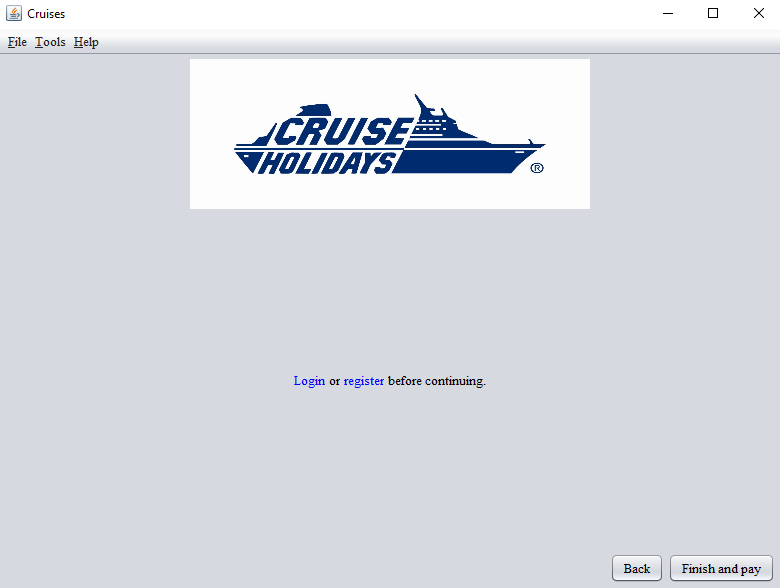 Cruises
File Tools Help
CRUISE
HOLIDAYS ®
Login or register before continuing.
Back Finish and pay